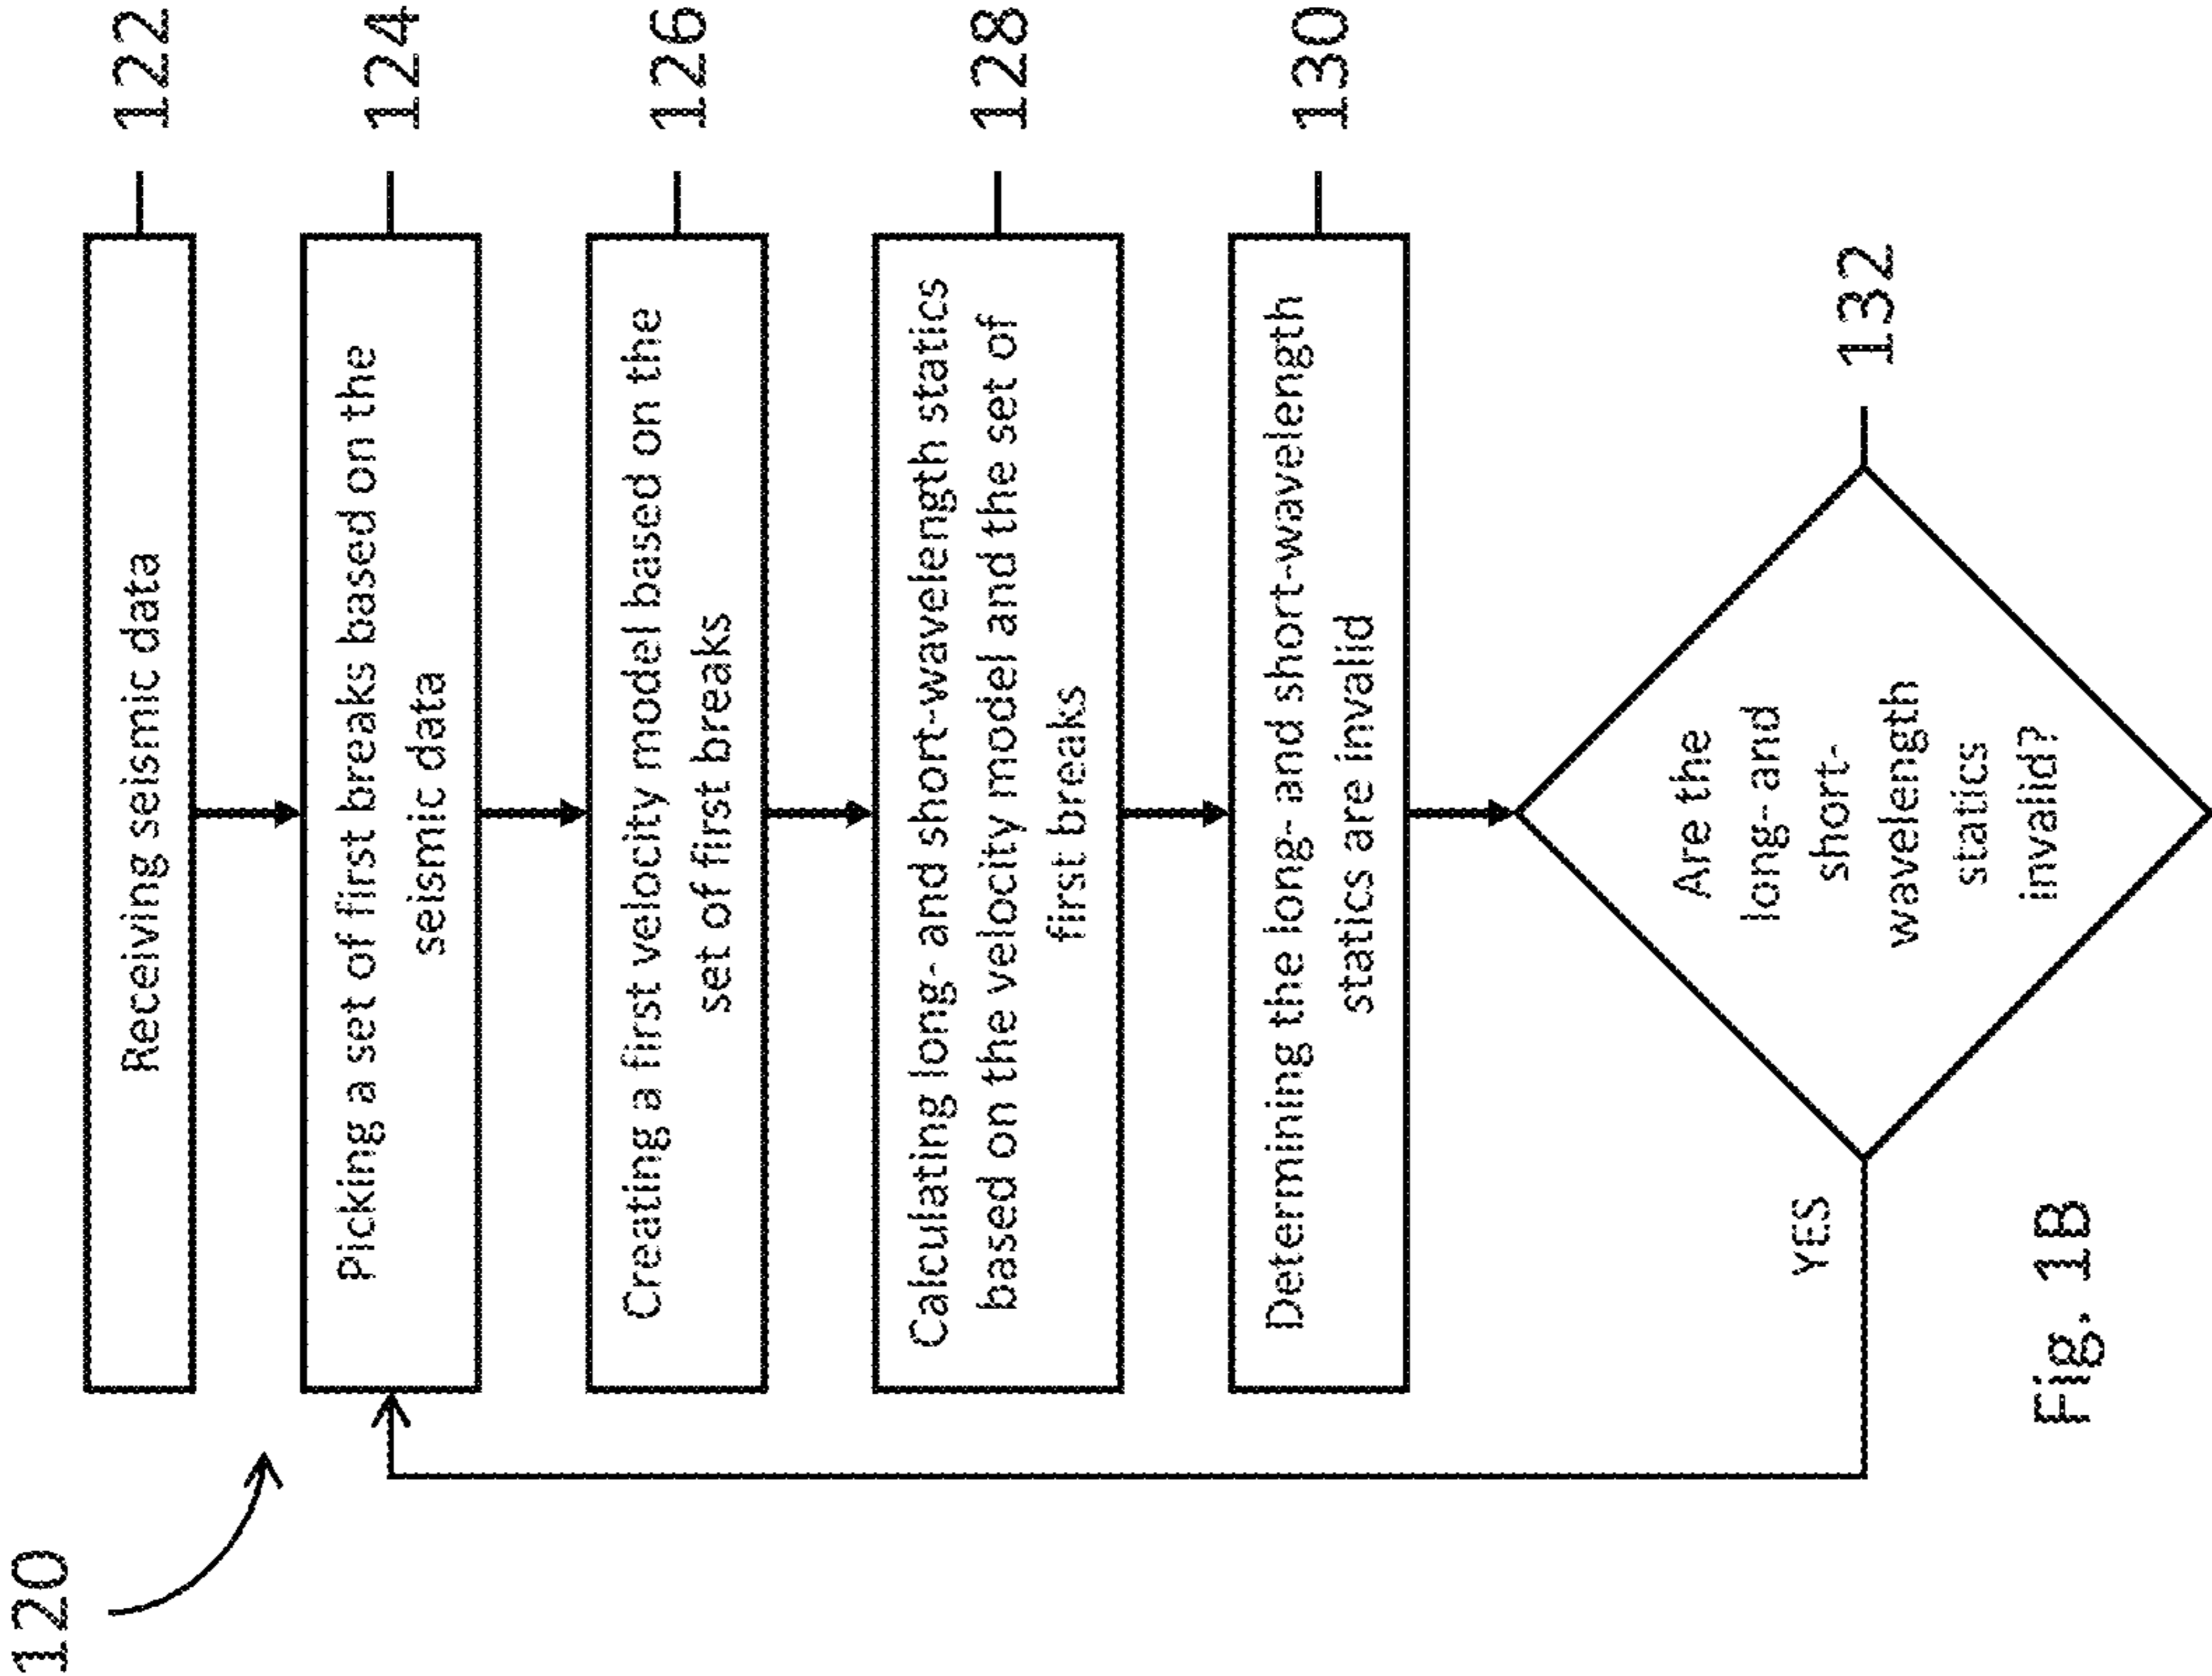 120
Receiving seismic data
122
Picking a set of first breaks based on the
seismic data
124
Creating a first velocity model based on the
set of first breaks
126
Calculating long- and short-wavelength statics
based on the velocity model and the set of
first breaks
128
Determining the long- and short-wavelength
statics are invalid
130
Are the
long- and
short-
wavelength
statics
invalid?
132
YES
Fig. 1B